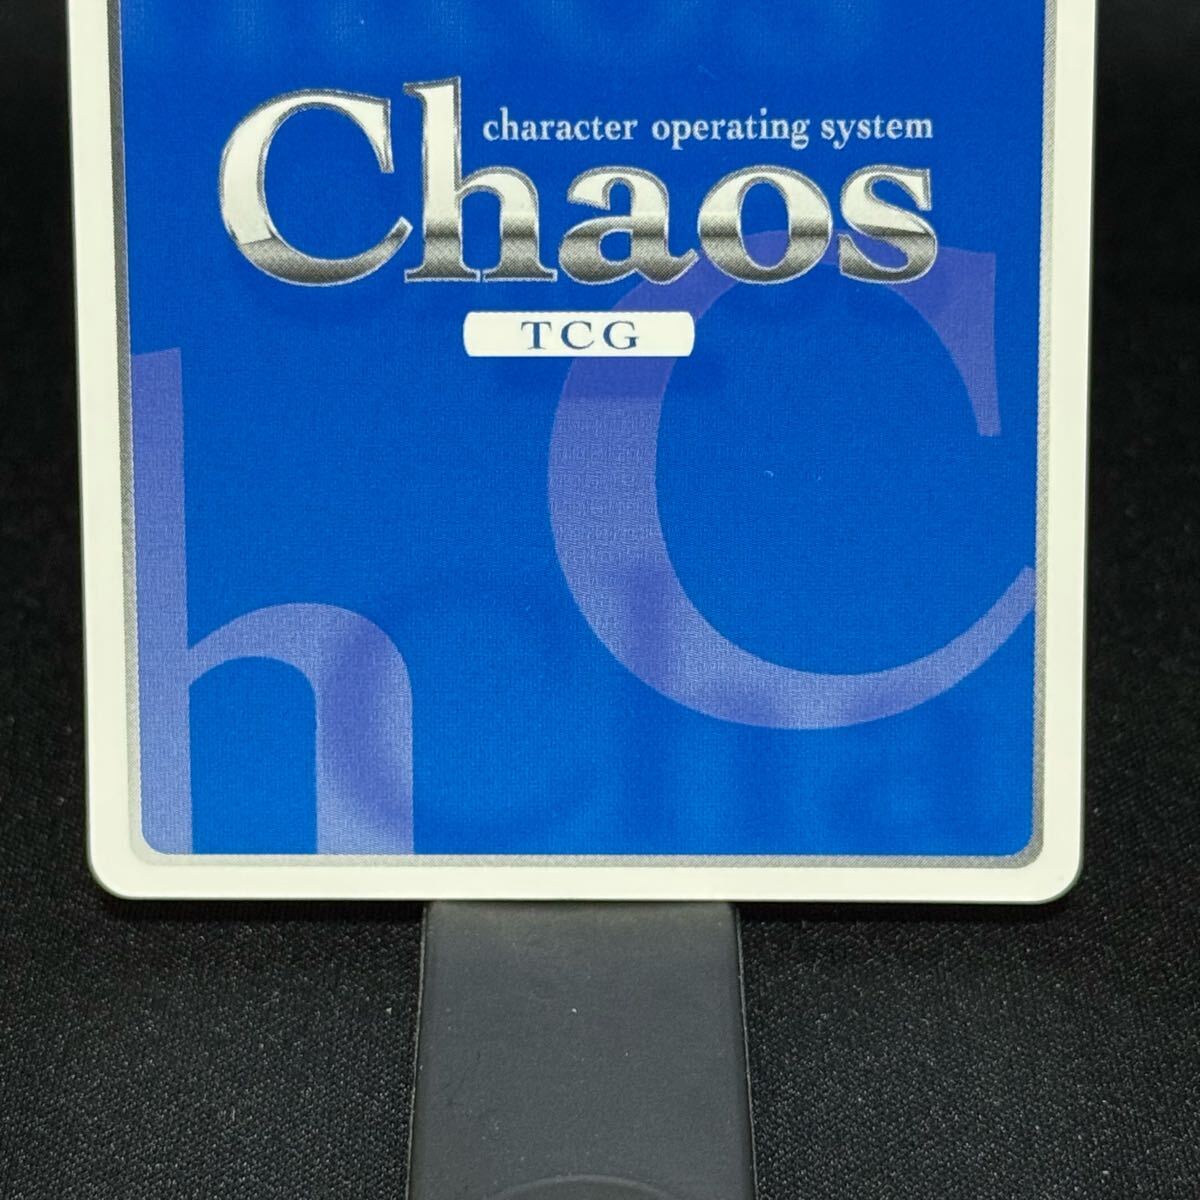 character operating system
Chaos
TCG
h
C